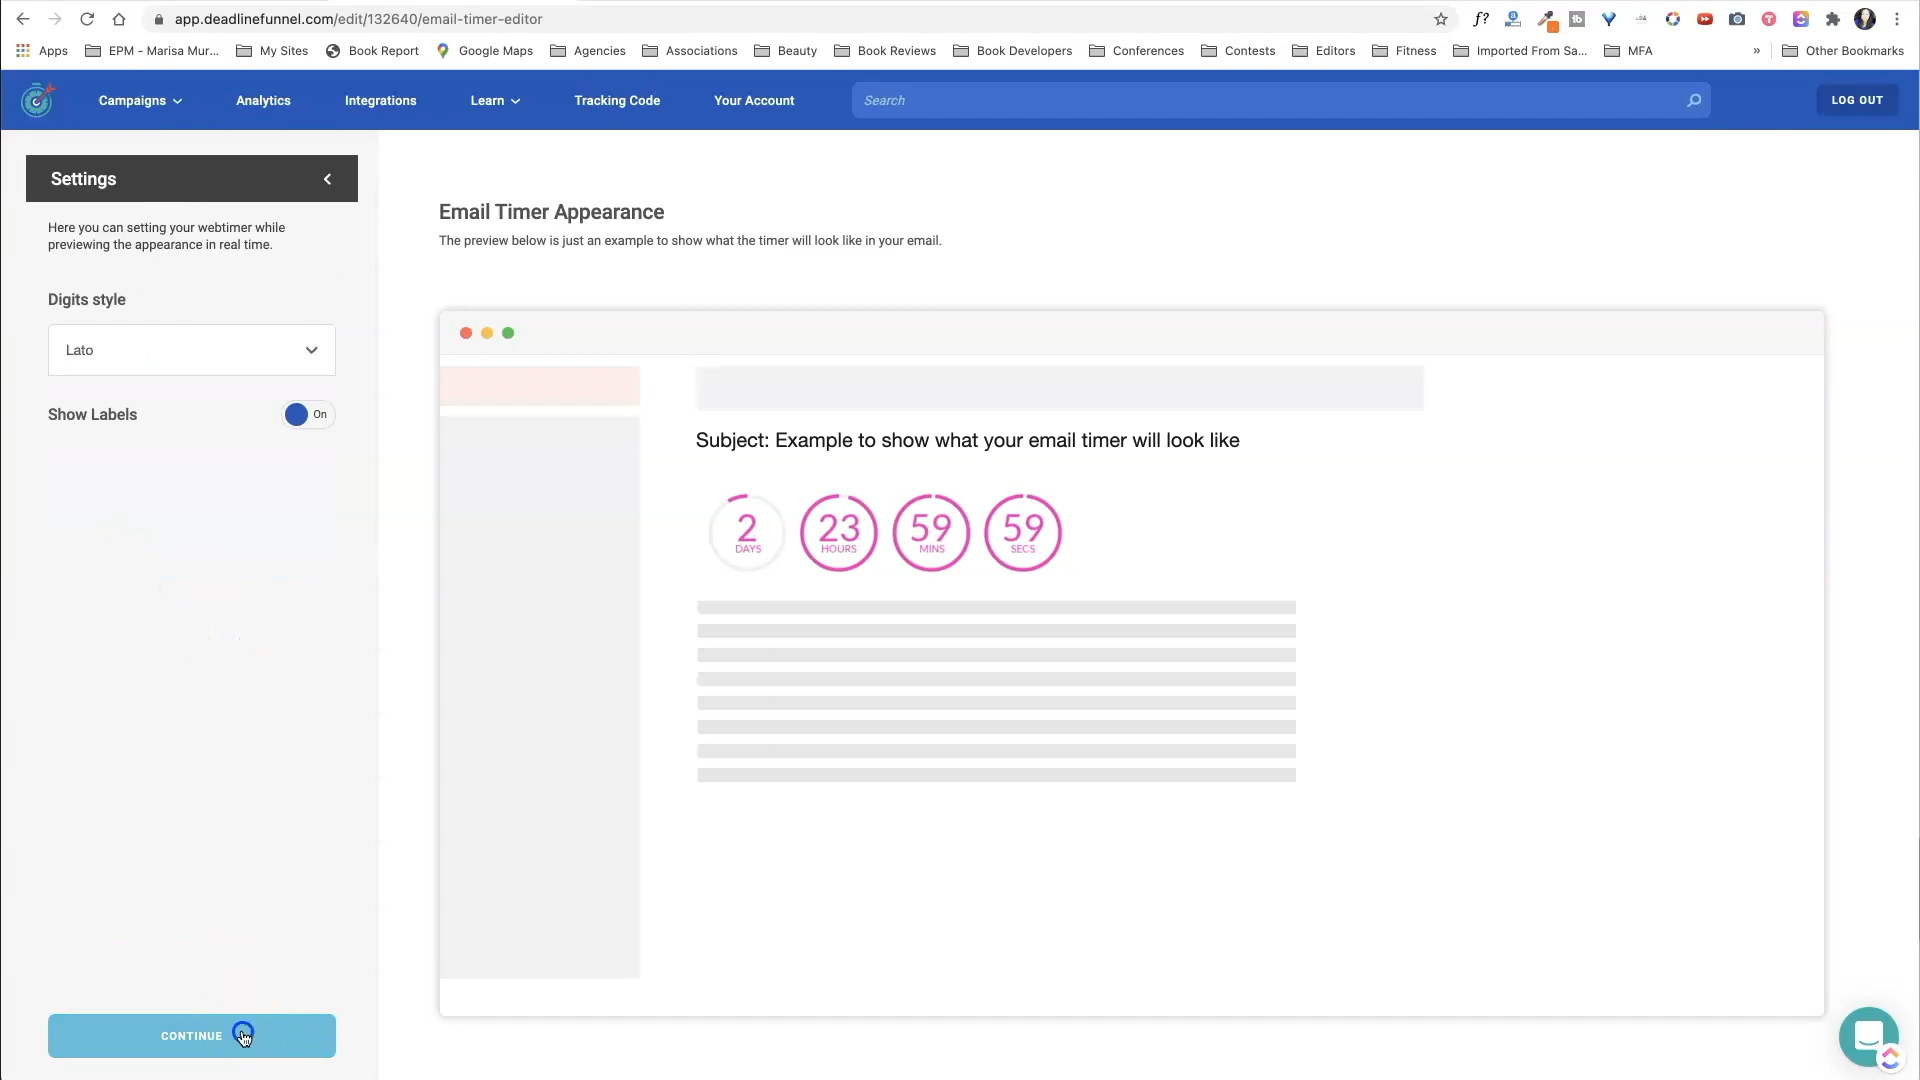 app.deadlinefunnel.com/edit/132640/email-timer-editor
f?
Apps
EPM - Marisa Mur...
My Sites
Book Report
Google Maps
Agencies
Associations
Beauty
Book Reviews
Book Developers
Conferences
Contests
Editors
Fitness
Imported From Sa...
MFA
»
Other Bookmarks
Campaigns
Analytics
Integrations
Learn
Tracking Code
Your Account
Search
LOG OUT
Settings
Here you can setting your webtimer while
previewing the appearance in real time.
Digits style
Lato
Show Labels
On
CONTINUE
Email Timer Appearance
The preview below is just an example to show what the timer will look like in your email.
Subject: Example to show what your email timer will look like
2 23 59 59
DAYS HOURS MINS SECS